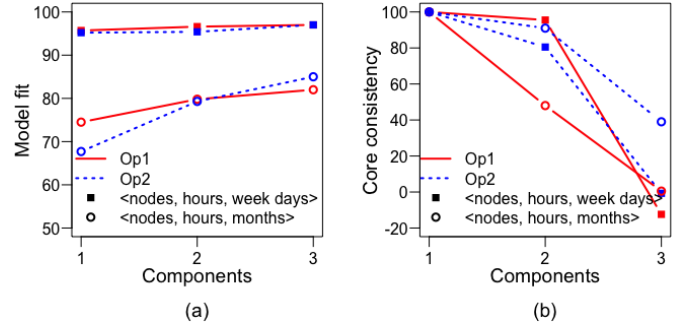 100
90
80
70
60
50
Model fit
Op1
Op2
<nodes, hours, week days>
<nodes, hours, months>
1 2 3
Components
(a)
100
80
60
40
20
0
-20
Core consistency
Op1
Op2
<nodes, hours, week days>
<nodes, hours, months>
1 2 3
Components
(b)